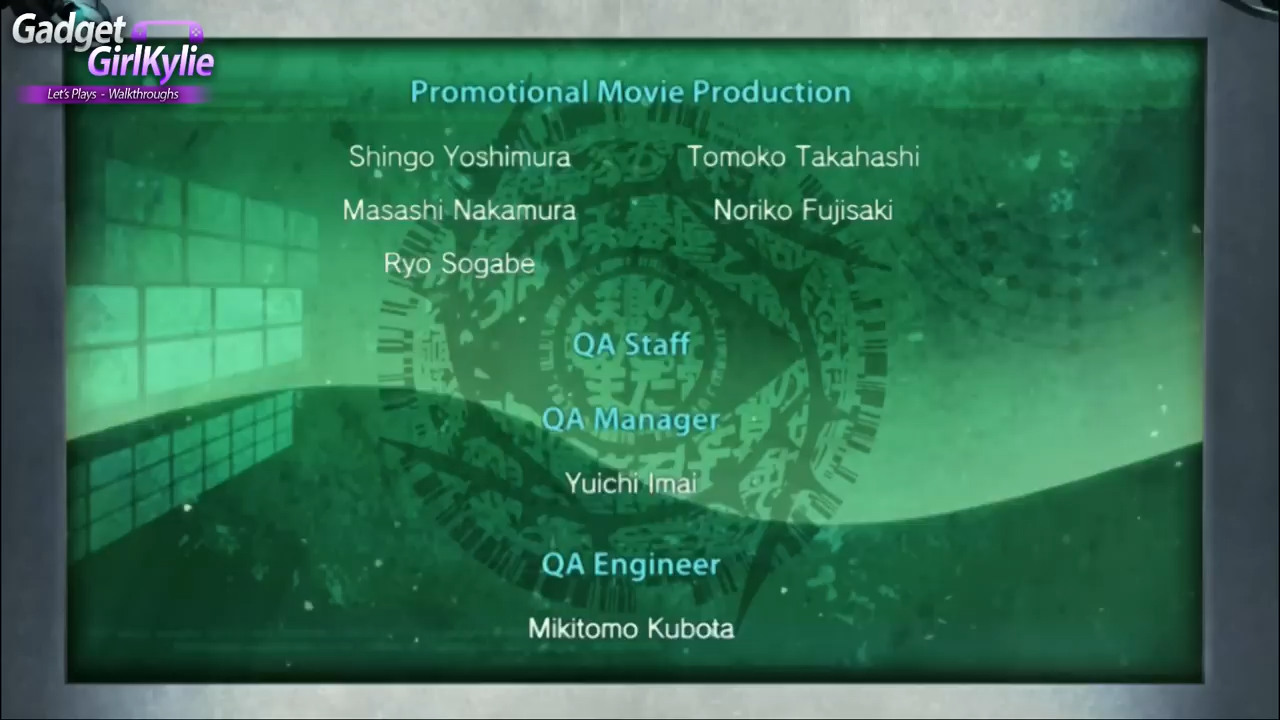 Gadget
GirlKylie
Let's Plays - Walkthroughs
Promotional Movie Production
Shingo Yoshimura Tomoko Takahashi
Masashi Nakamura Noriko Fujisaki
Ryo Sogabe
QA Staff
QA Manager
Yuichi Imai
QA Engineer
Mikitomo Kubota